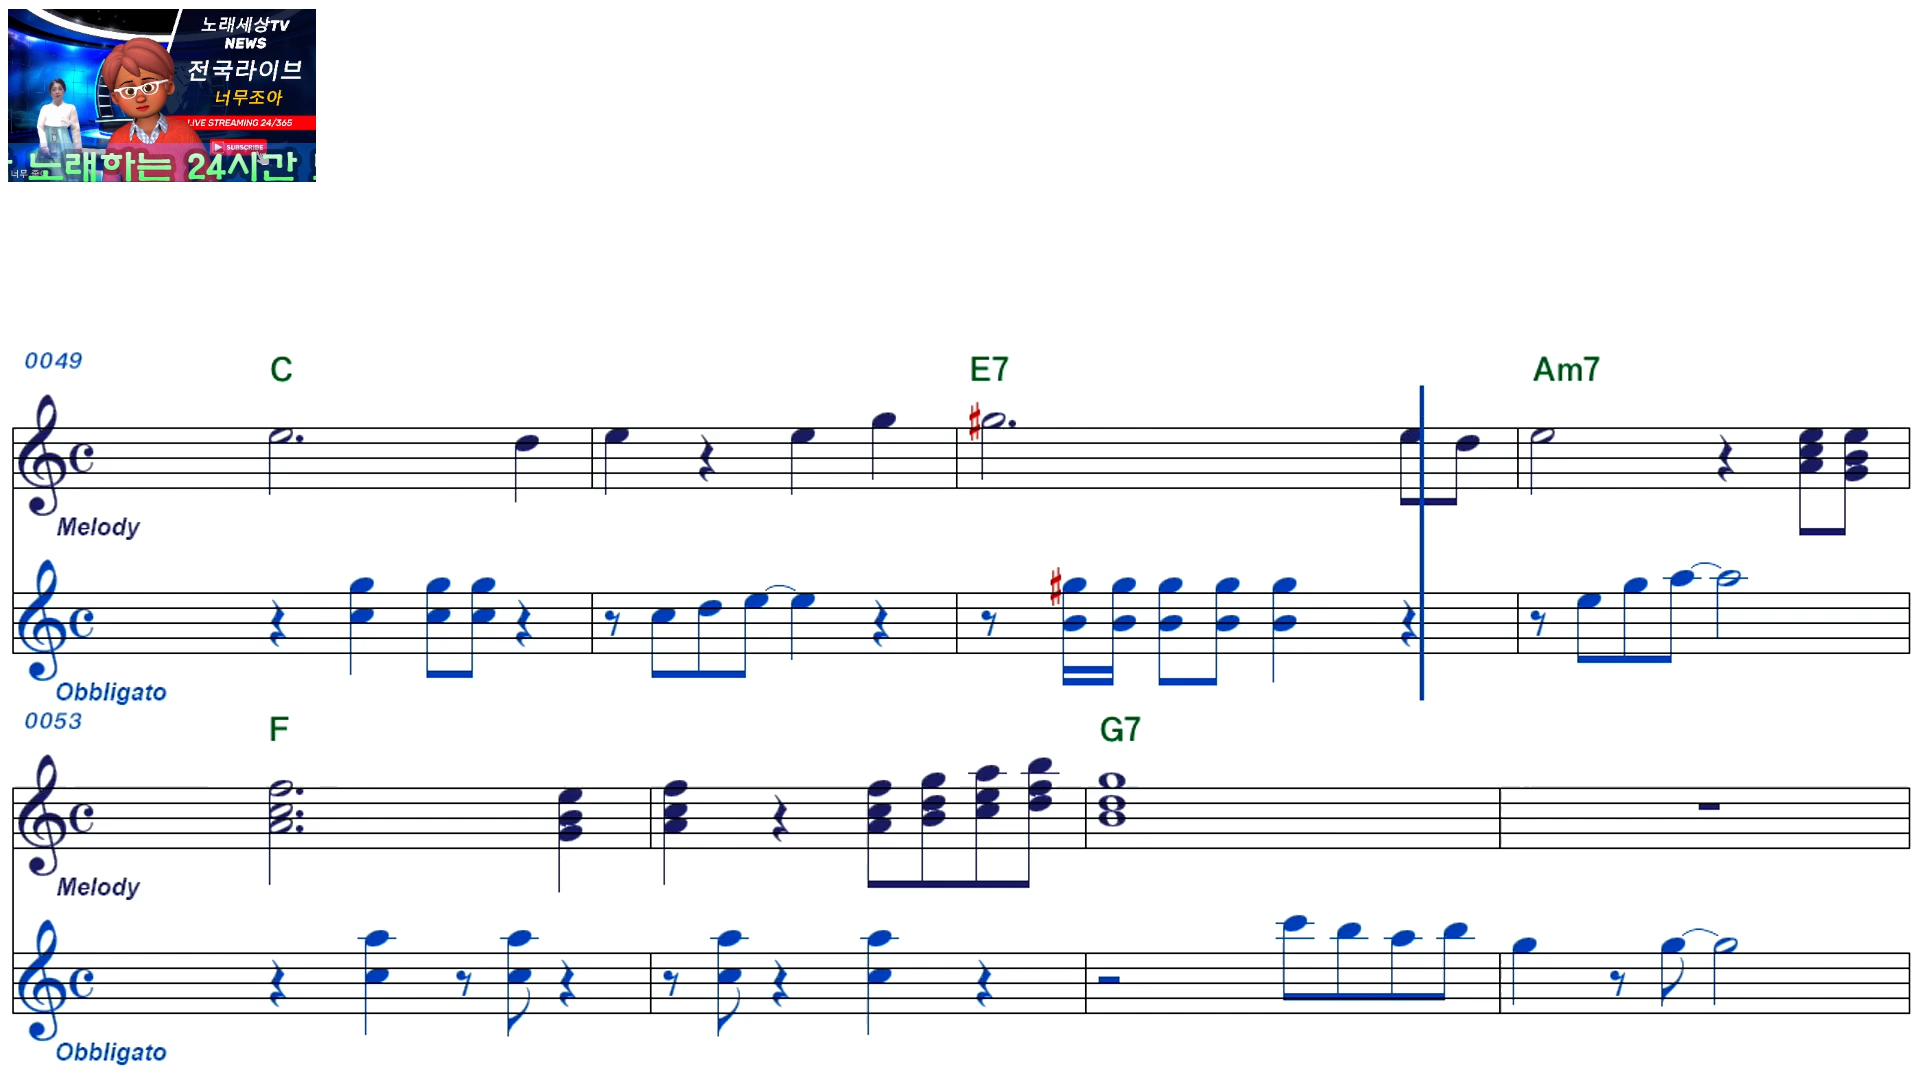 노래세상TV
NEWS
전국라이브
너무조아
LIVE STREAMING 24/365
SUBSCRIBE
노래하는 24시간
너무
0049
C
E7
Am7
Melody
Obbligato
0053
F
G7
Melody
Obbligato